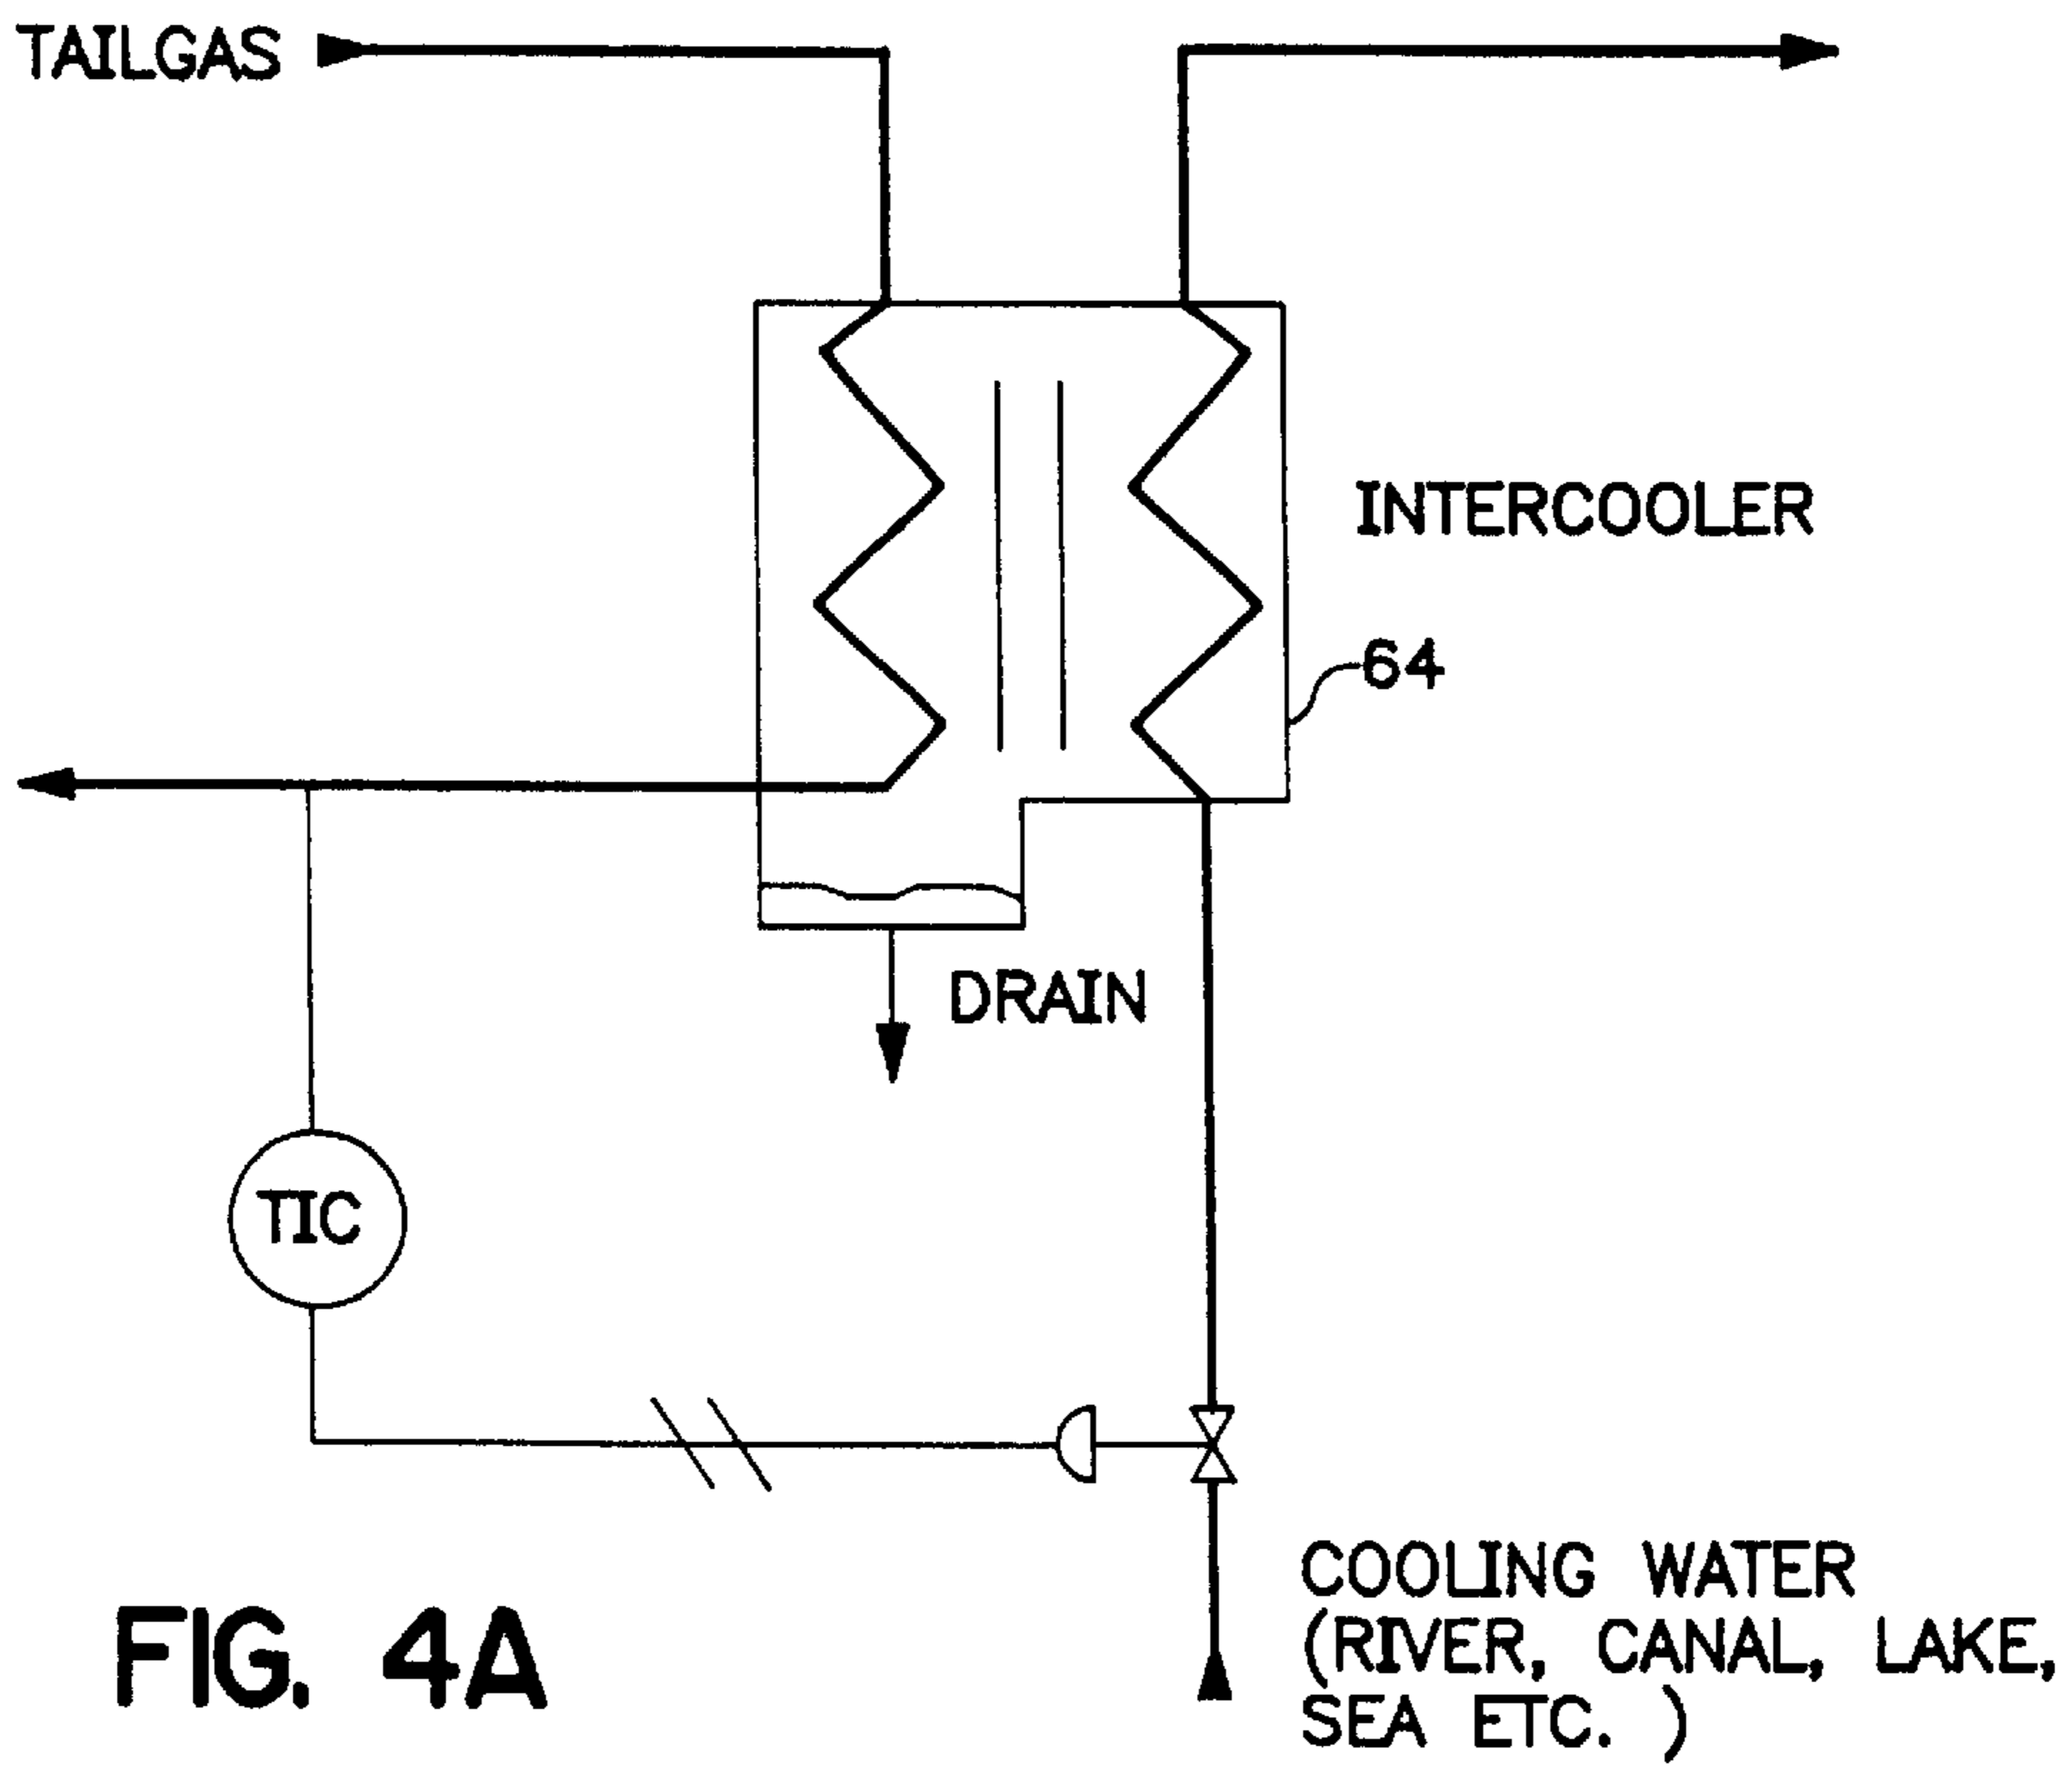 TAILGAS
INTERCOOLER
64
DRAIN
TIC
COOLING WATER
(RIVER, CANAL, LAKE,
SEA ETC. )
FIG. 4A